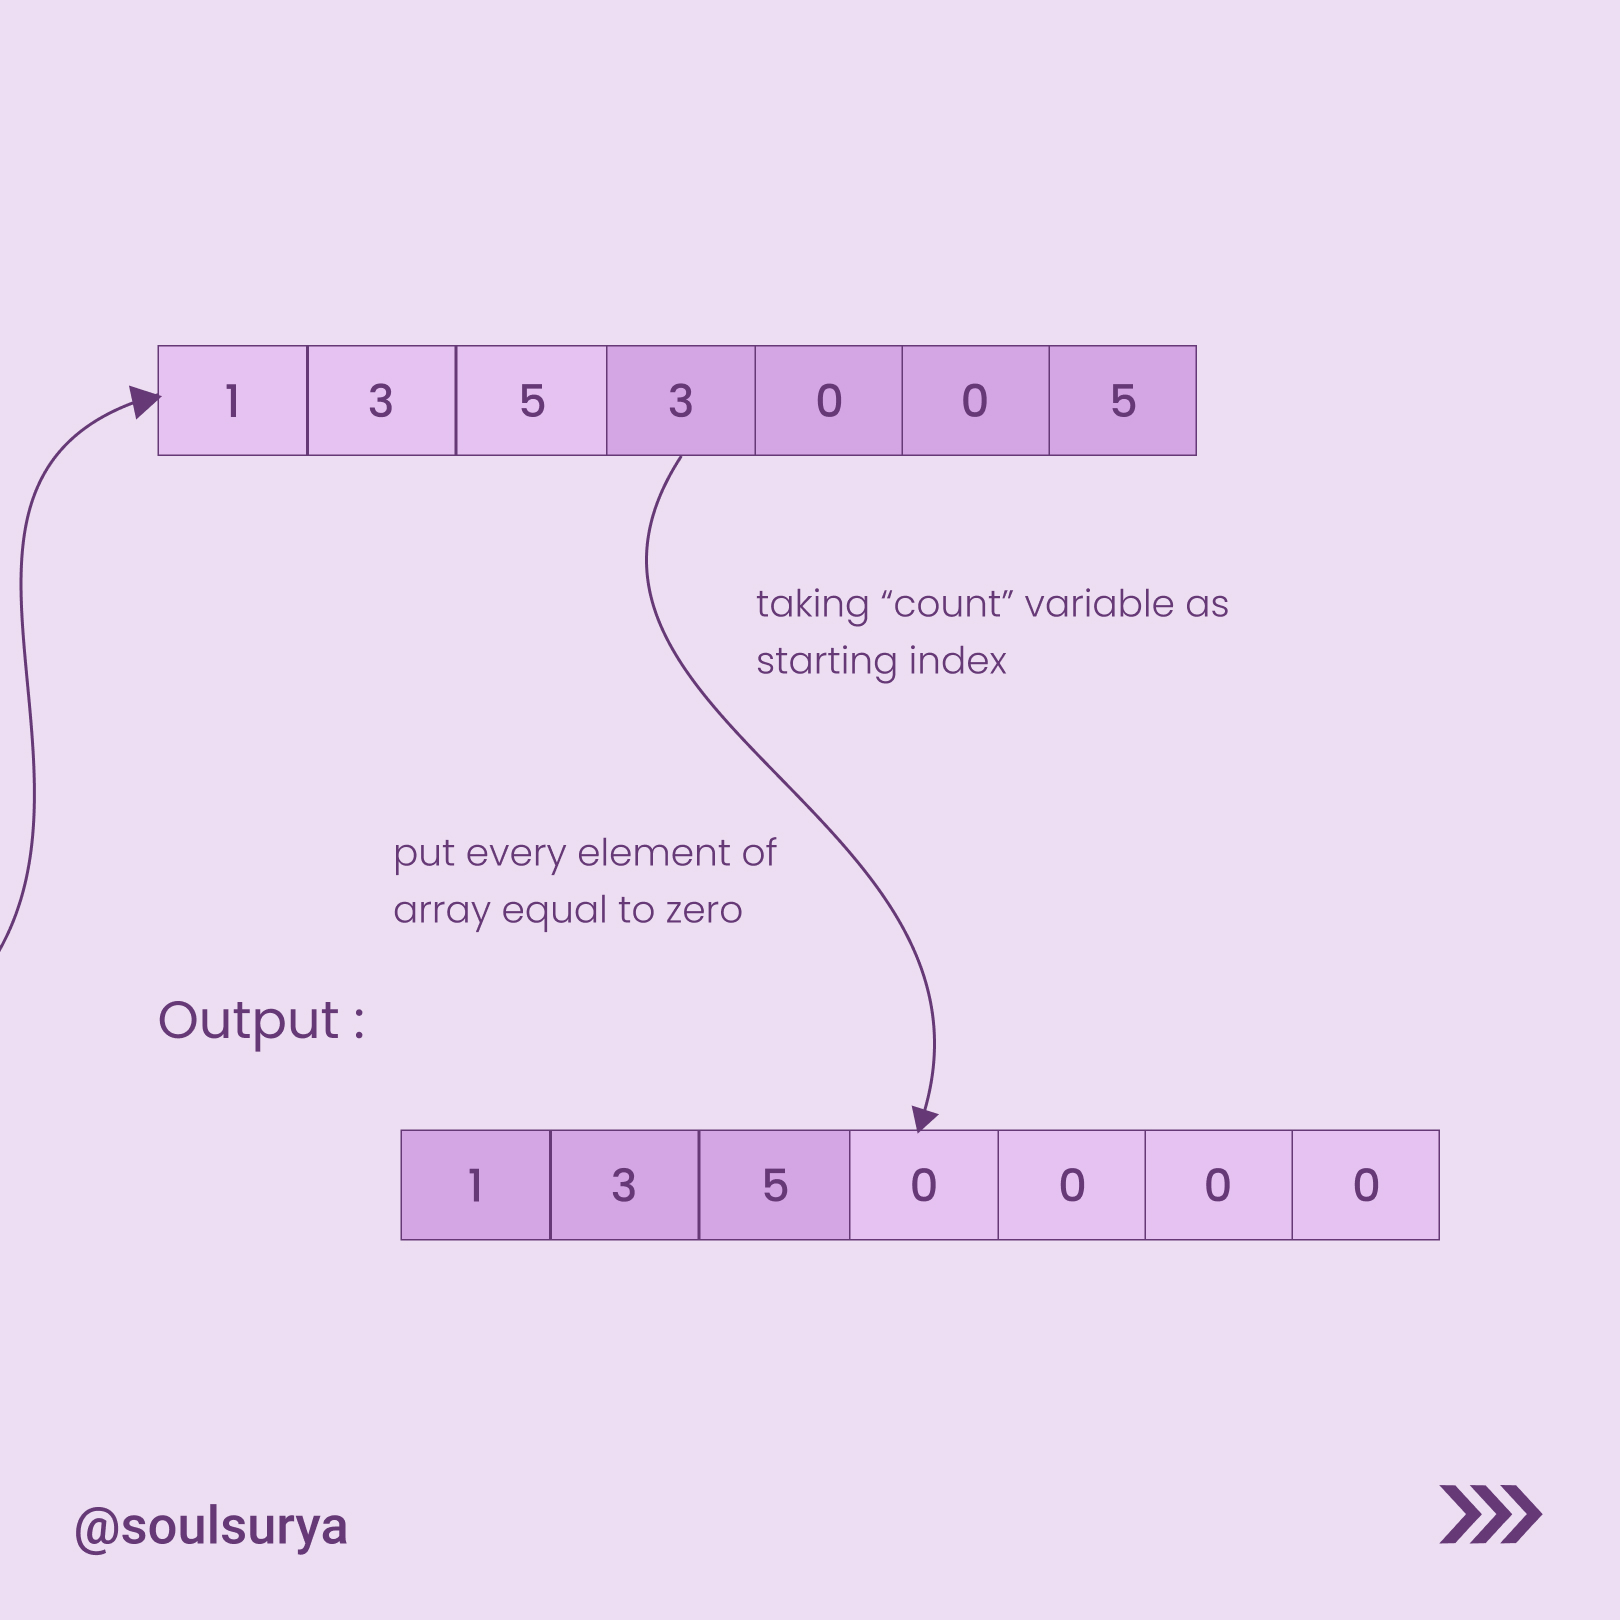 1 3 5 3 0 0 5
taking “count” variable as
starting index
put every element of
array equal to zero
Output :
1 3 5 0 0 0 0
@soulsurya